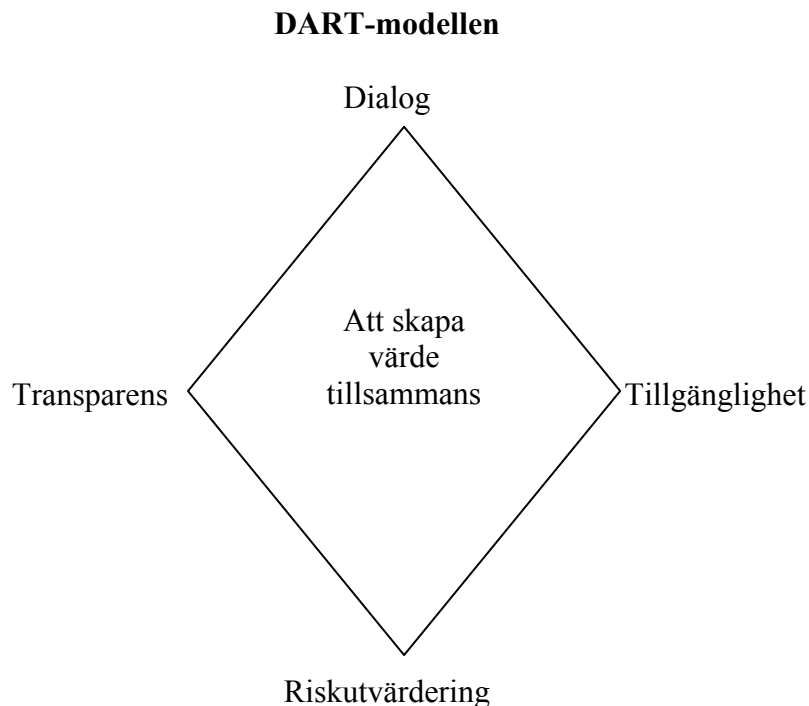 DART-modellen
Dialog
Att skapa
värde
tillsammans
Transparens
Tillgänglighet
Riskutvärdering